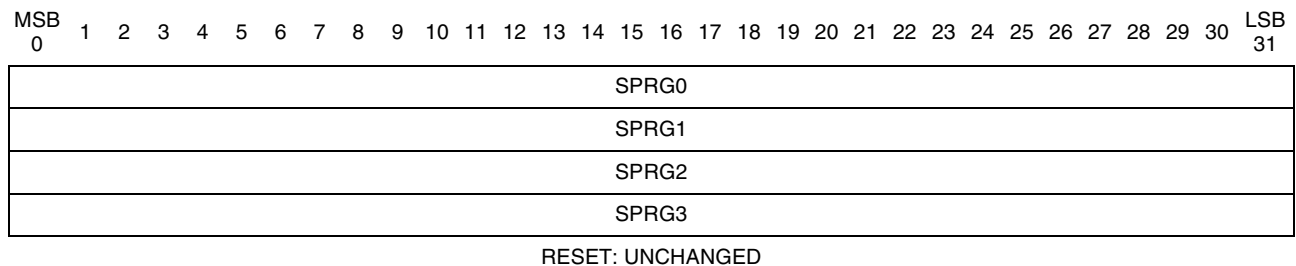 MSB LSB
0 1 2 3 4 5 6 7 8 9 10 11 12 13 14 15 16 17 18 19 20 21 22 23 24 25 26 27 28 29 30 31
SPRG0
SPRG1
SPRG2
SPRG3
RESET: UNCHANGED